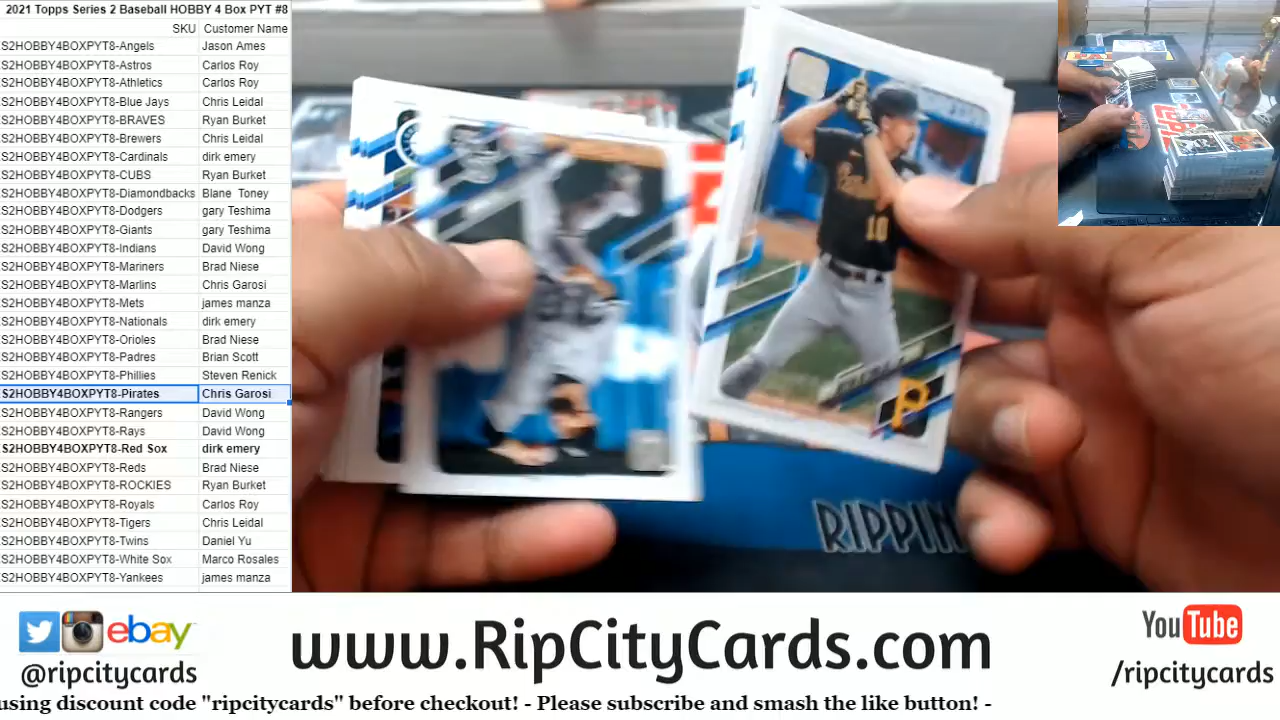 2021 Topps Series 2 Baseball HOBBY 4 Box PYT #8
SKU Customer Name
S2HOBBY4BOXPYT8-Angels Jason Ames
S2HOBBY4BOXPYT8-Astros Carlos Roy
S2HOBBY4BOXPYT8-Athletics Carlos Roy
S2HOBBY4BOXPYT8-Blue Jays Chris Leidal
S2HOBBY4BOXPYT8-BRAVES Ryan Burket
S2HOBBY4BOXPYT8-Brewers Chris Leidal
S2HOBBY4BOXPYT8-Cardinals dirk emery
S2HOBBY4BOXPYT8-CUBS Ryan Burket
S2HOBBY4BOXPYT8-Diamondbacks Blane Toney
S2HOBBY4BOXPYT8-Dodgers gary Teshima
S2HOBBY4BOXPYT8-Giants gary Teshima
S2HOBBY4BOXPYT8-Indians David Wong
S2HOBBY4BOXPYT8-Mariners Brad Niese
S2HOBBY4BOXPYT8-Marlins Chris Garosi
S2HOBBY4BOXPYT8-Mets james manza
S2HOBBY4BOXPYT8-Nationals dirk emery
S2HOBBY4BOXPYT8-Orioles Brad Niese
S2HOBBY4BOXPYT8-Padres Brian Scott
S2HOBBY4BOXPYT8-Phillies Steven Renick
S2HOBBY4BOXPYT8-Pirates Chris Garosi
S2HOBBY4BOXPYT8-Rangers David Wong
S2HOBBY4BOXPYT8-Rays David Wong
S2HOBBY4BOXPYT8-Red Sox dirk emery
S2HOBBY4BOXPYT8-Reds Brad Niese
S2HOBBY4BOXPYT8-ROCKIES Ryan Burket
S2HOBBY4BOXPYT8-Royals Carlos Roy
S2HOBBY4BOXPYT8-Tigers Chris Leidal
S2HOBBY4BOXPYT8-Twins Daniel Yu
S2HOBBY4BOXPYT8-White Sox Marco Rosales
S2HOBBY4BOXPYT8-Yankees james manza
10
P
RIPPIN
ebay
@ripcitycards
www.RipCityCards.com
YouTube
/ripcitycards
using discount code "ripcitycards" before checkout! - Please subscribe and smash the like button! -